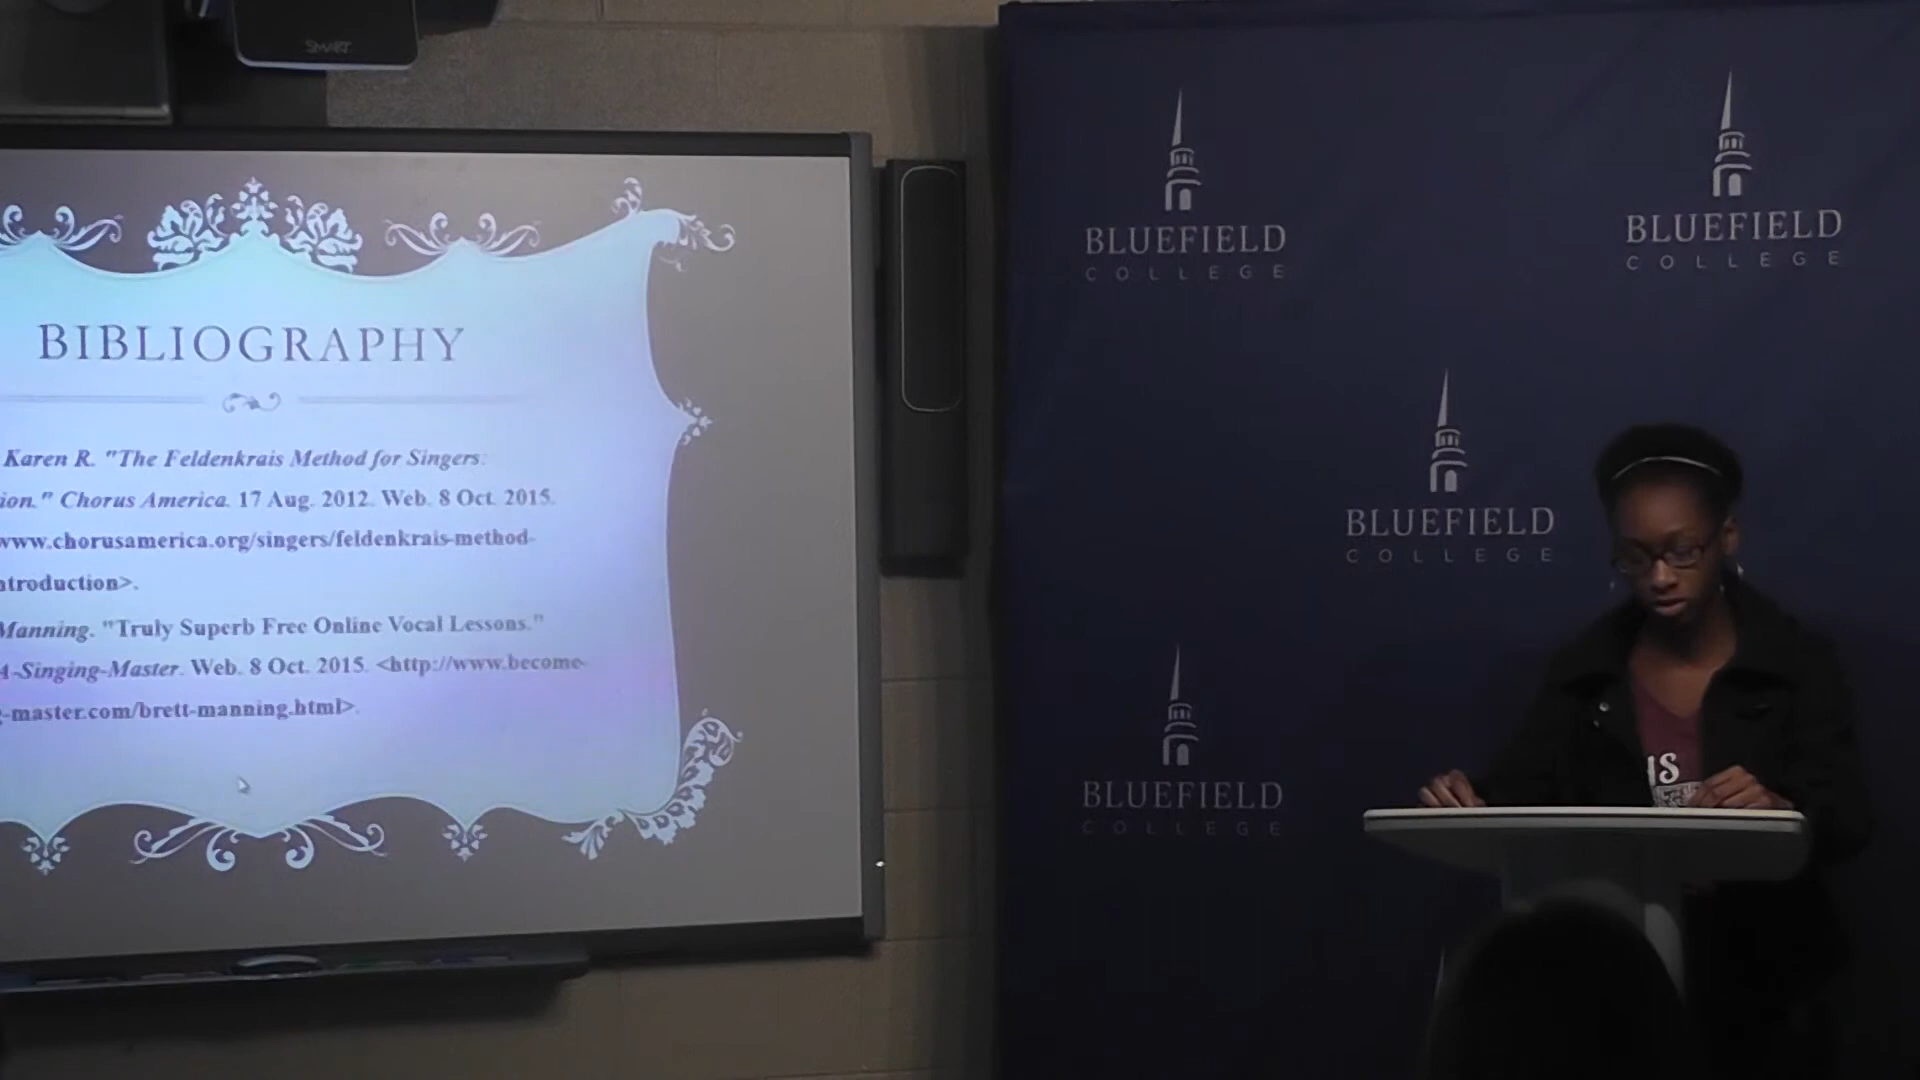 SMART
BIBLIOGRAPHY
Karen R. "The Feldenkrais Method for Singers:
ion." Chorus America. 17 Aug. 2012. Web. 8 Oct. 2015.
www.chorusamerica.org/singers/feldenkrais-method-
ntroduction>.
Manning. "Truly Superb Free Online Vocal Lessons."
A-Singing-Master. Web. 8 Oct. 2015. <http://www.become-
g-master.com/brett-manning.html>.
BLUEFIELD
COLLEGE
BLUEFIELD
COLLEGE
BLUEFIELD
COLLEGE
BLUEFIELD
COLLEGE
IS